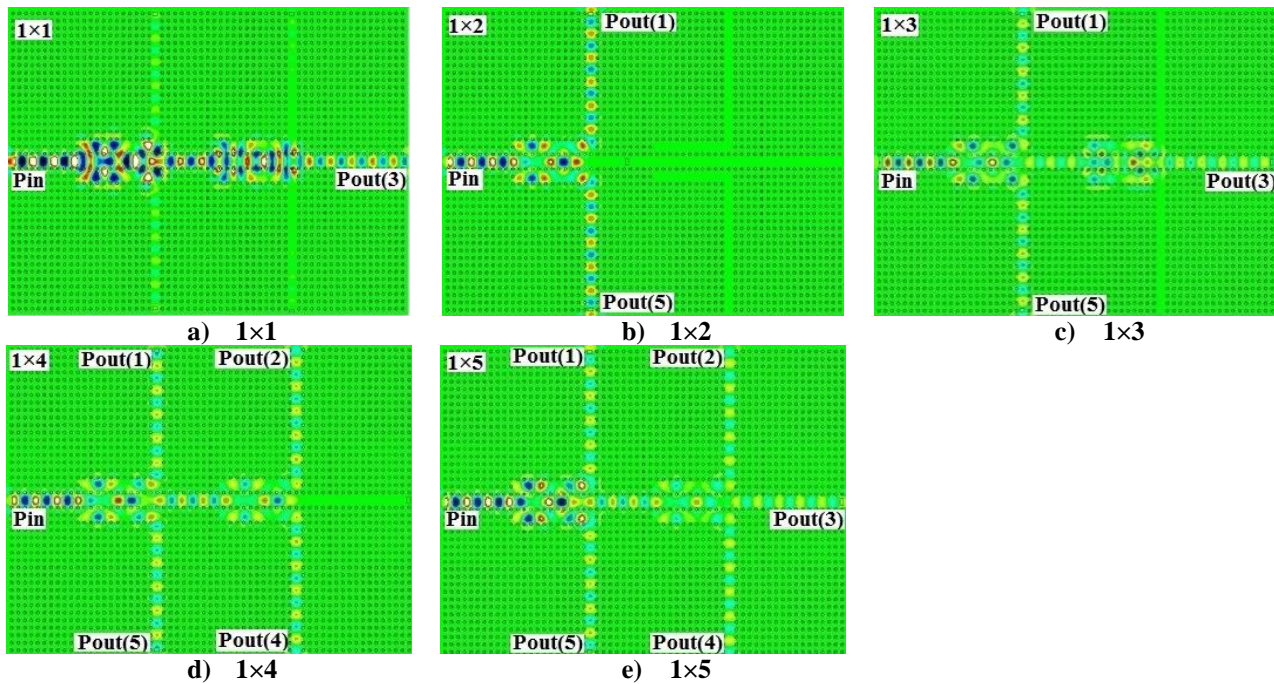 1×1
Pin
Pout(3)
a) 1×1
1×2
Pout(1)
Pin
Pout(5)
b) 1×2
1×3
Pout(1)
Pin
Pout(3)
Pout(5)
c) 1×3
1×4
Pout(1)
Pout(2)
Pin
Pout(5)
Pout(4)
d) 1×4
1×5
Pout(1)
Pout(2)
Pin
Pout(3)
Pout(5)
Pout(4)
e) 1×5